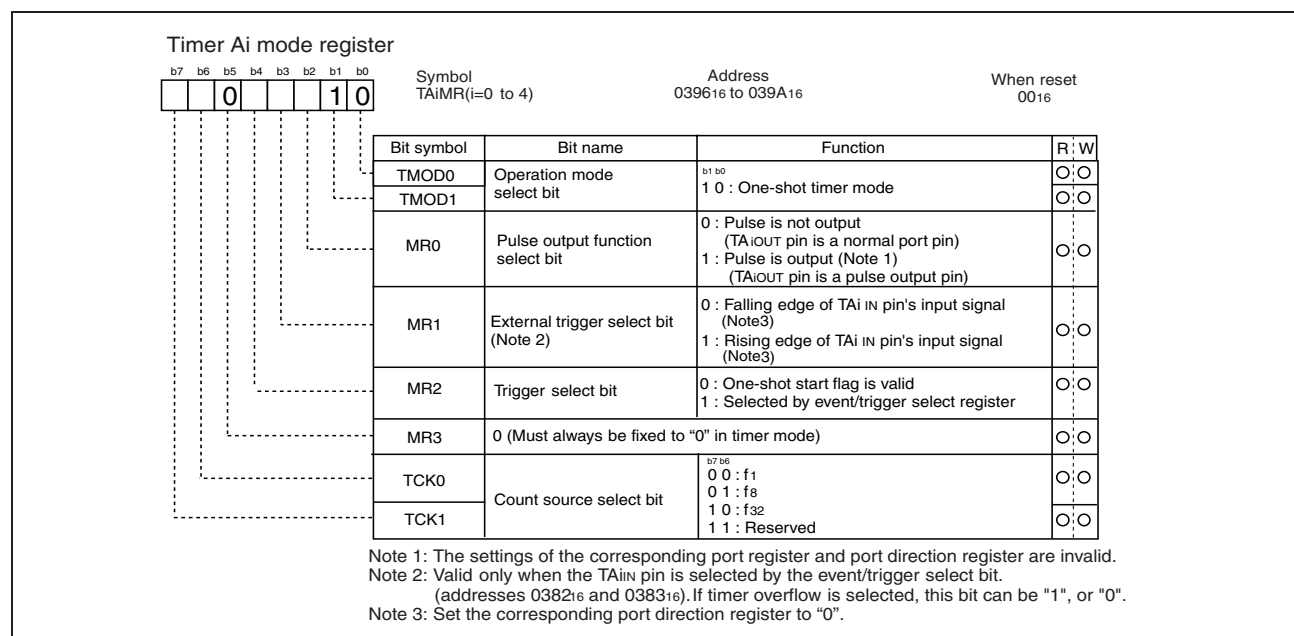 Timer Ai mode register
b7 b6 b5 b4 b3 b2 b1 b0
0 1 0
Symbol Address When reset
TAiMR(i=0 to 4) 039616 to 039A16 0016
Bit symbol Bit name Function R W
TMOD0 Operation mode select bit
b1 b0
1 0 : One-shot timer mode
TMOD1
MR0 Pulse output function select bit
0 : Pulse is not output
(TAiOUT pin is a normal port pin)
1 : Pulse is output (Note 1)
(TAiOUT pin is a pulse output pin)
MR1 External trigger select bit (Note 2)
0 : Falling edge of TAi IN pin's input signal
(Note3)
1 : Rising edge of TAi IN pin's input signal
(Note3)
MR2 Trigger select bit
0 : One-shot start flag is valid
1 : Selected by event/trigger select register
MR3 0 (Must always be fixed to “0” in timer mode)
TCK0 Count source select bit
b7 b6
0 0 : f1
0 1 : f8
1 0 : f32
1 1 : Reserved
TCK1
Note 1: The settings of the corresponding port register and port direction register are invalid.
Note 2: Valid only when the TAiIN pin is selected by the event/trigger select bit.
(addresses 038216 and 038316).If timer overflow is selected, this bit can be "1", or "0".
Note 3: Set the corresponding port direction register to “0”.